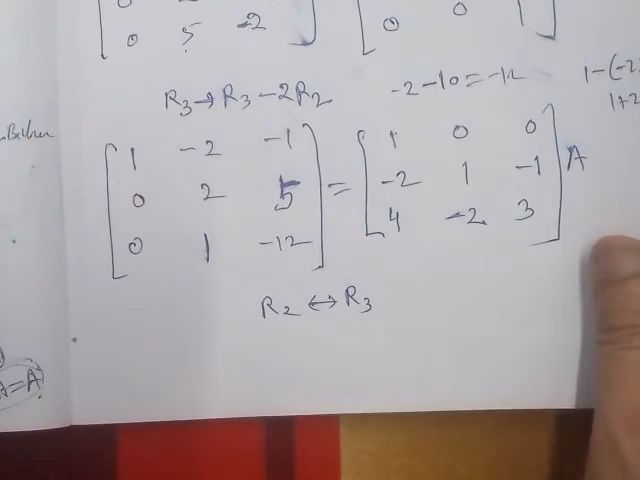 0 5 -2
0 0 1
R3→R3-2R2
-2-10=-12
1-(-2
1+2
[1 -2 -1
0 2 5
0 1 -12] = [1 0 0
-2 1 -1
4 -2 3] A
R2 ↔ R3
A=A